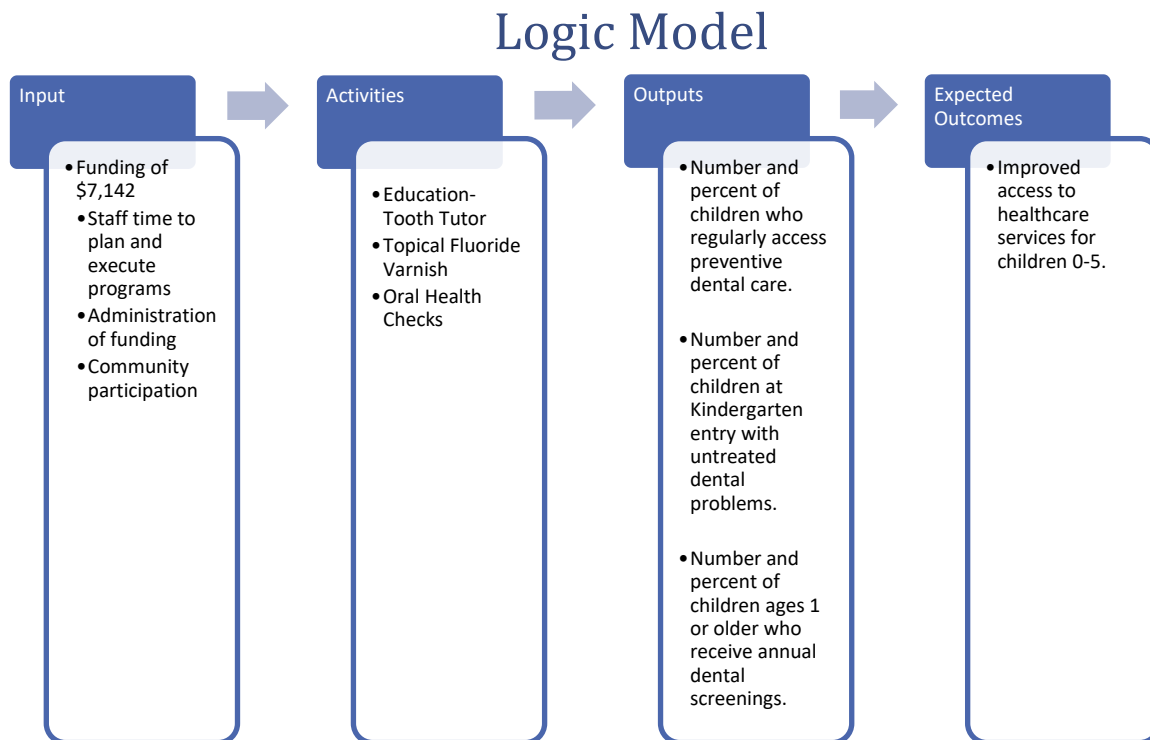 Logic Model
Input
•Funding of
$7,142
•Staff time to
plan and
execute
programs
•Administration
of funding
•Community
participation
Activities
•Education-
Tooth Tutor
•Topical Fluoride
Varnish
•Oral Health
Checks
Outputs
•Number and
percent of
children who
regularly access
preventive
dental care.
•Number and
percent of
children at
Kindergarten
entry with
untreated
dental
problems.
•Number and
percent of
children ages 1
or older who
receive annual
dental
screenings.
Expected
Outcomes
•Improved
access to
healthcare
services for
children 0-5.